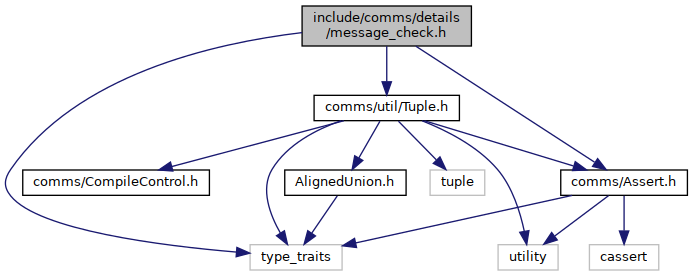 include/comms/details
/message_check.h
comms/util/Tuple.h
comms/CompileControl.h
AlignedUnion.h
tuple
comms/Assert.h
type_traits
utility
cassert